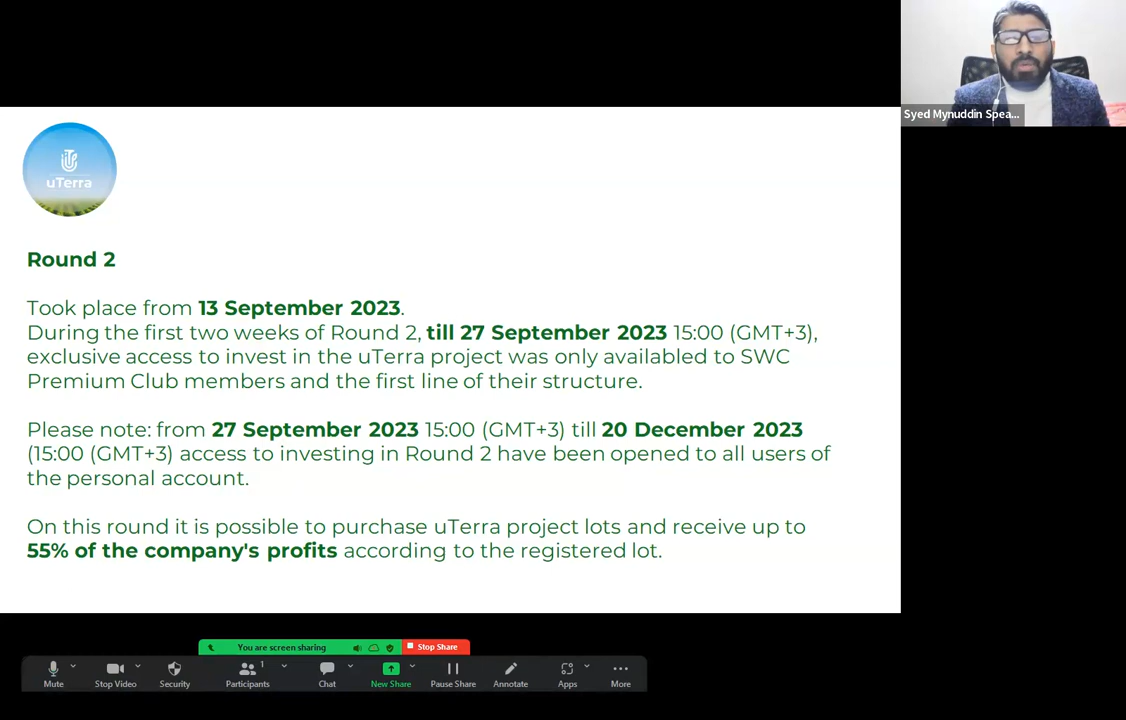 Syed Mynuddin Spea...
uTerra
Round 2
Took place from 13 September 2023.
During the first two weeks of Round 2, till 27 September 2023 15:00 (GMT+3),
exclusive access to invest in the uTerra project was only availabled to SWC
Premium Club members and the first line of their structure.
Please note: from 27 September 2023 15:00 (GMT+3) till 20 December 2023
(15:00 (GMT+3) access to investing in Round 2 have been opened to all users of
the personal account.
On this round it is possible to purchase uTerra project lots and receive up to
55% of the company's profits according to the registered lot.
You are screen sharing Stop Share
1
Mute Stop Video Security Participants Chat New Share Pause Share Annotate Apps More